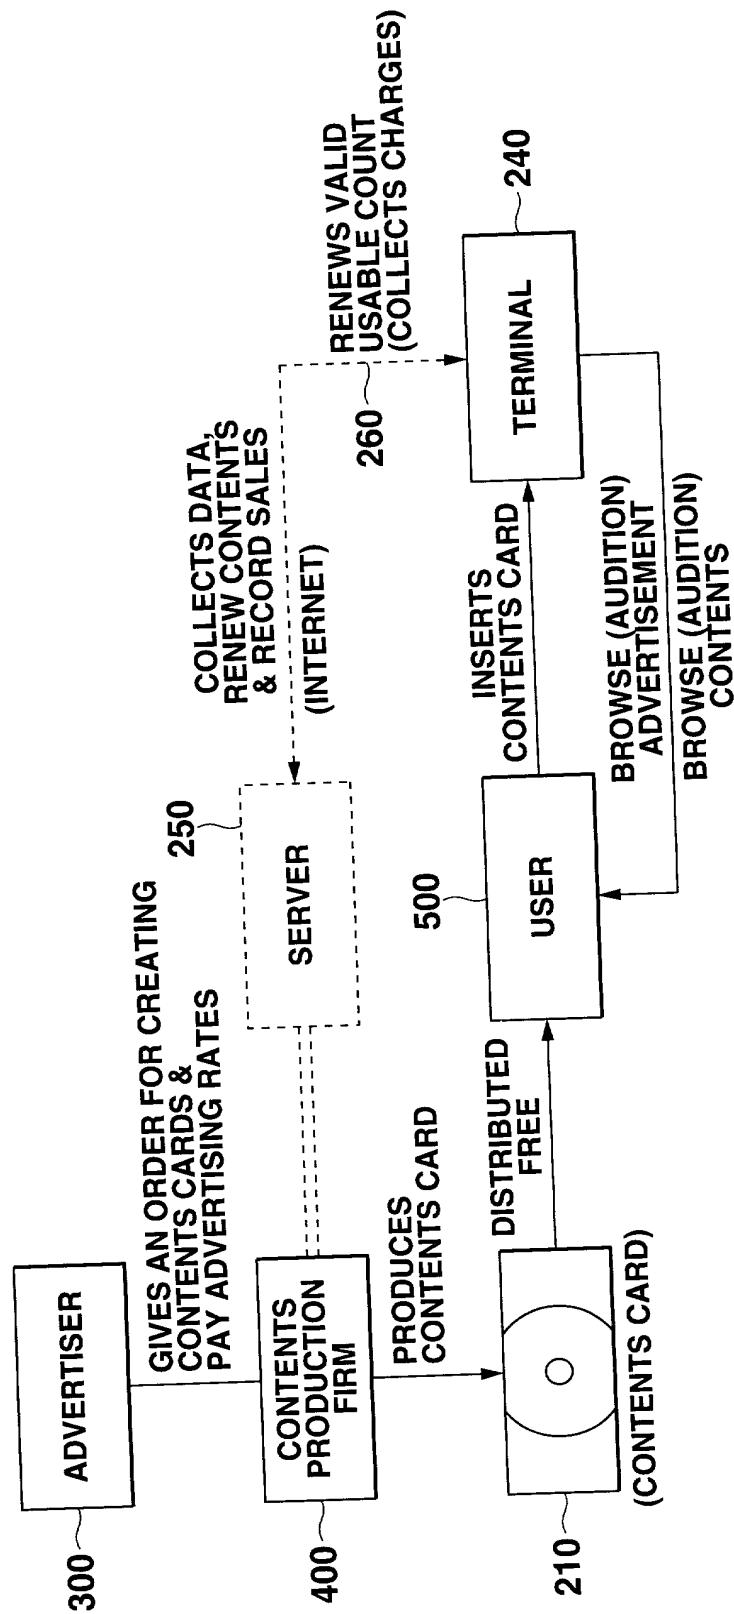 300
ADVERTISER
GIVES AN ORDER FOR CREATING
CONTENTS CARDS &
PAY ADVERTISING RATES
400
CONTENTS
PRODUCTION
FIRM
250
SERVER
COLLECTS DATA,
RENEW CONTENTS
& RECORD SALES
(INTERNET)
260
RENEWS VALID
USABLE COUNT
(COLLECTS CHARGES)
PRODUCES
CONTENTS CARD
210
(CONTENTS CARD)
DISTRIBUTED
FREE
500
USER
INSERTS
CONTENTS CARD
240
TERMINAL
BROWSE (AUDITION)
ADVERTISEMENT
BROWSE (AUDITION)
CONTENTS